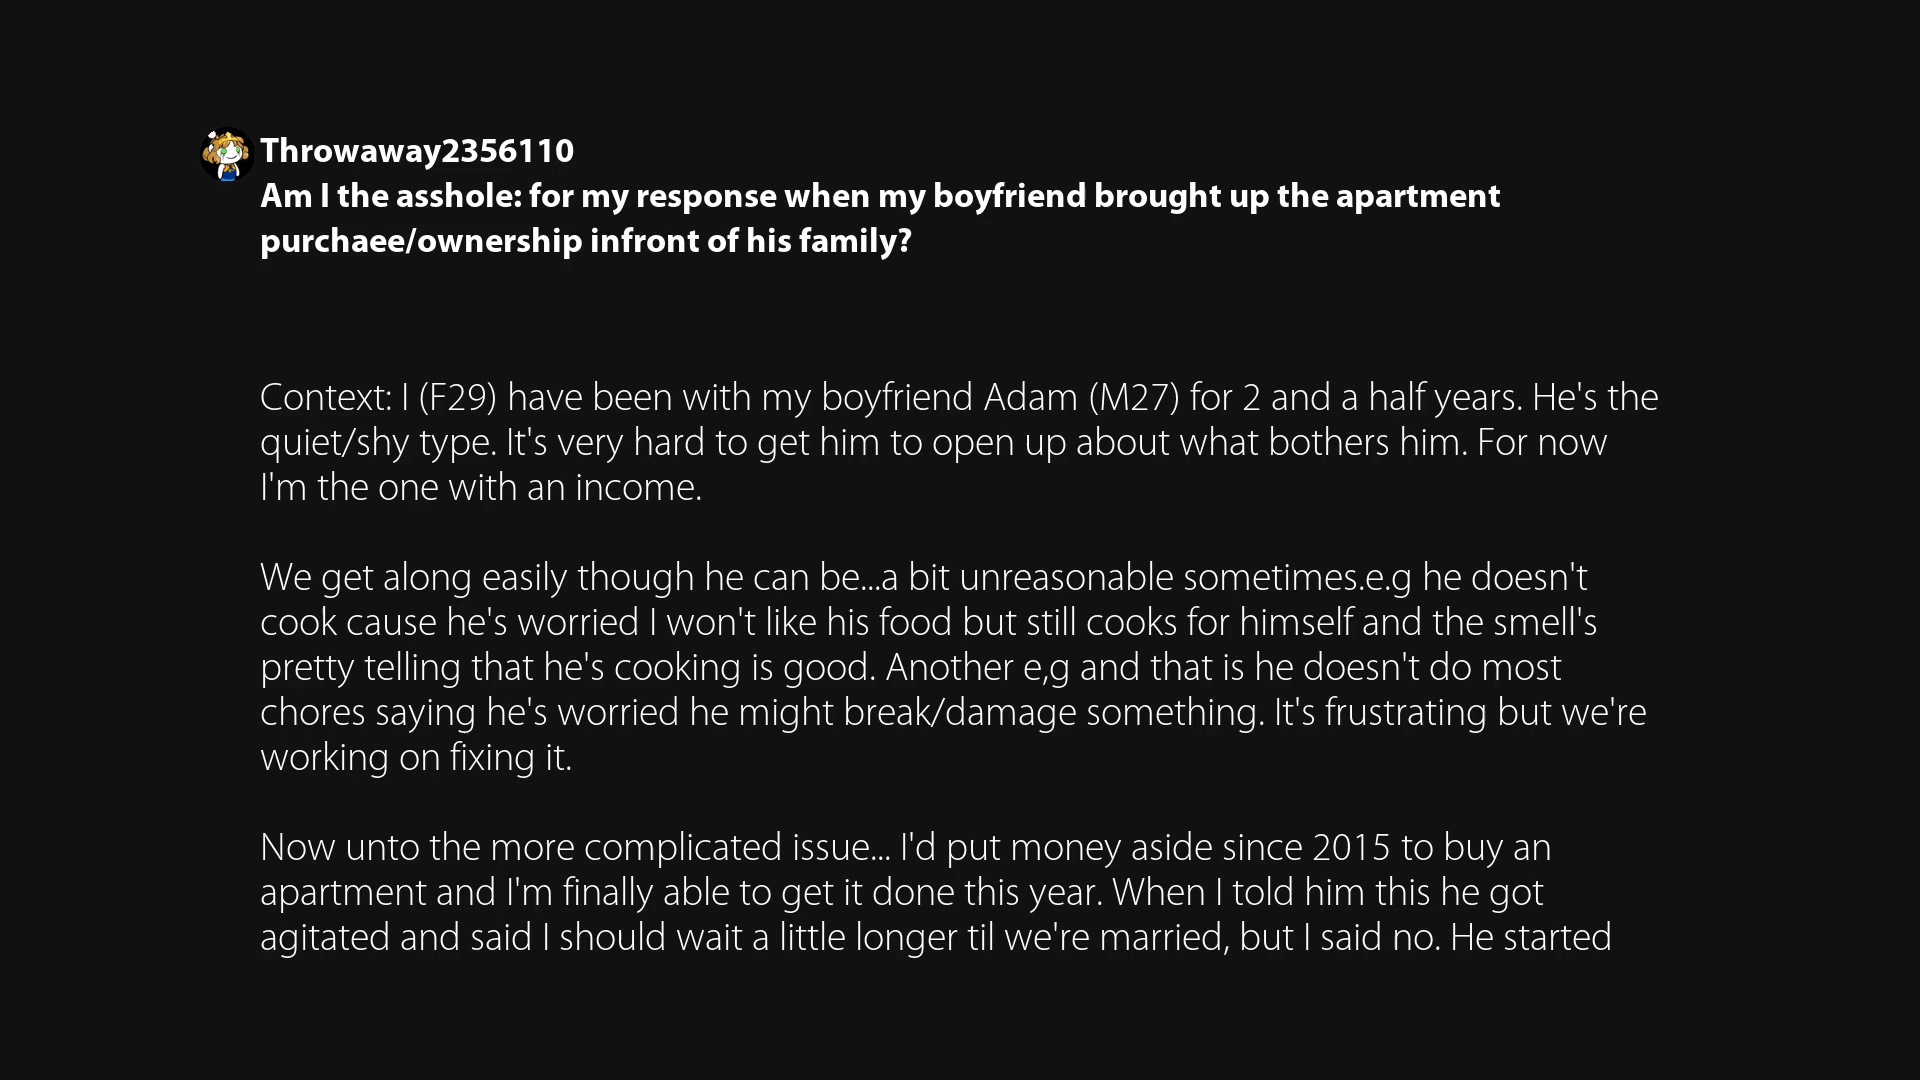 Throwaway2356110
Am I the asshole: for my response when my boyfriend brought up the apartment
purchaee/ownership infront of his family?
Context: I (F29) have been with my boyfriend Adam (M27) for 2 and a half years. He's the
quiet/shy type. It's very hard to get him to open up about what bothers him. For now
I'm the one with an income.
We get along easily though he can be...a bit unreasonable sometimes.e.g he doesn't
cook cause he's worried I won't like his food but still cooks for himself and the smell's
pretty telling that he's cooking is good. Another e,g and that is he doesn't do most
chores saying he's worried he might break/damage something. It's frustrating but we're
working on fixing it.
Now unto the more complicated issue... I'd put money aside since 2015 to buy an
apartment and I'm finally able to get it done this year. When I told him this he got
agitated and said I should wait a little longer til we're married, but I said no. He started